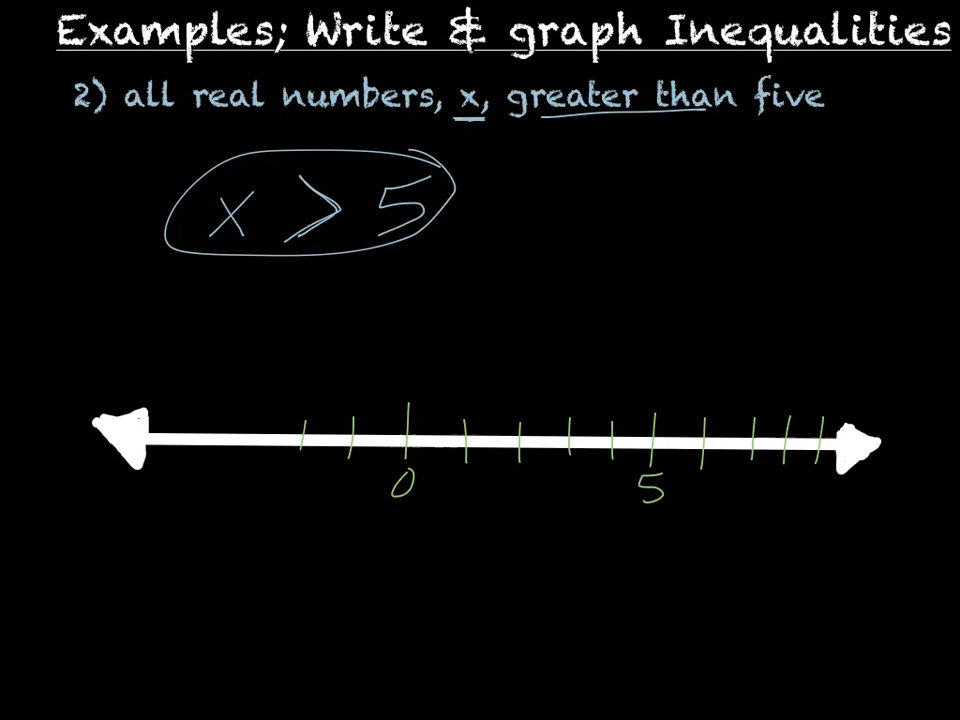 Examples; Write & graph Inequalities
2) all real numbers, x, greater than five
x > 5
0 5